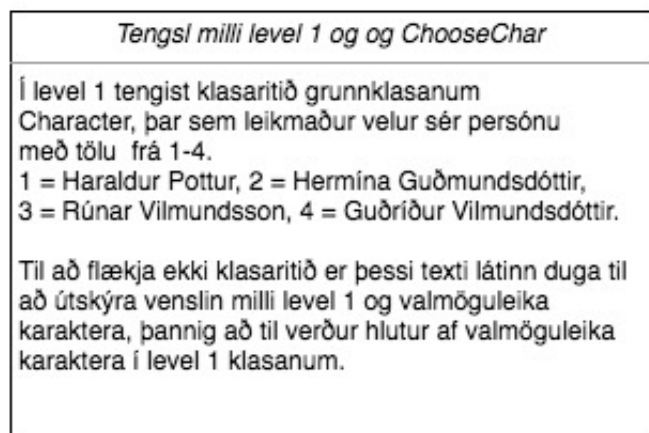 Tengsl milli level 1 og og ChooseChar
Í level 1 tengist klasaritið grunnklasanum
Character, þar sem leikmaður velur sér persónu
með tölu frá 1-4.
1 = Haraldur Pottur, 2 = Hermína Guðmundsdóttir,
3 = Rúnar Vilmundsson, 4 = Guðríður Vilmundsdóttir.
Til að flækja ekki klasaritið er þessi texti látinn duga til
að útskýra venslin milli level 1 og valmöguleika
karaktera, þannig að til verður hlutur af valmöguleika
karaktera í level 1 klasanum.